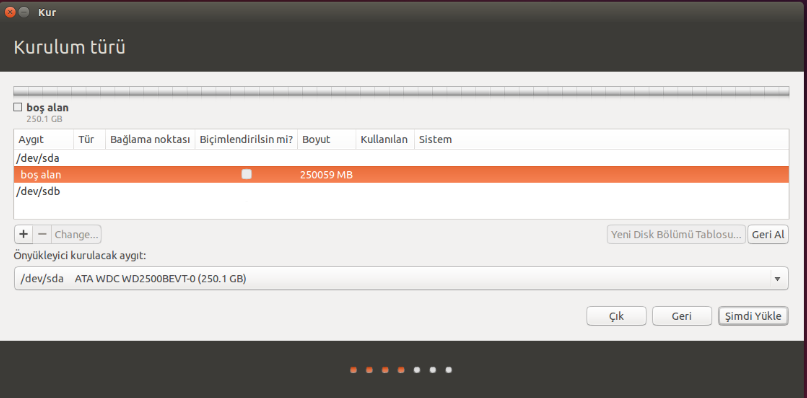 Kur
Kurulum türü
boş alan
250.1 GB
Aygıt Tür Bağlama noktası Biçimlendirilsin mi? Boyut Kullanılan Sistem
/dev/sda
boş alan 250059 MB
/dev/sdb
+ − Change... Yeni Disk Bölümü Tablosu... Geri Al
Önyükleyici kurulacak aygıt:
/dev/sda ATA WDC WD2500BEVT-0 (250.1 GB)
Çık Geri Şimdi Yükle